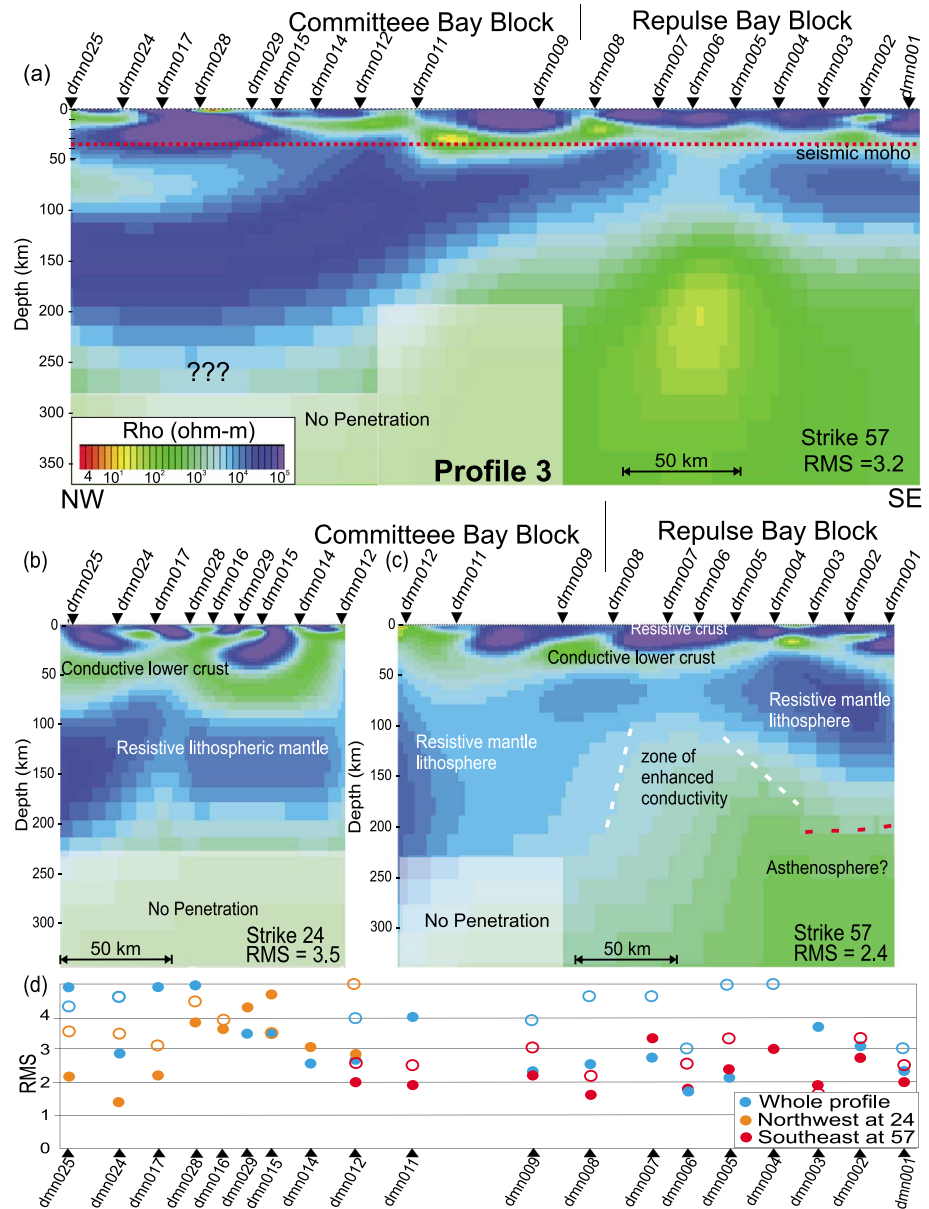 Committeee Bay Block
Repulse Bay Block
(a)
dmn025
dmn024
dmn017
dmn028
dmn029
dmn015
dmn014
dmn012
dmn011
dmn009
dmn008
dmn007
dmn006
dmn005
dmn004
dmn003
dmn002
dmn001
0
50
100
150
200
250
300
350
Depth (km)
seismic moho
???
No Penetration
Rho (ohm-m)
4 10¹ 10² 10³ 10⁴ 10⁵
Profile 3
50 km
Strike 57
RMS =3.2
NW
SE
Committeee Bay Block
Repulse Bay Block
(b)
dmn025
dmn024
dmn017
dmn028
dmn016
dmn029
dmn015
dmn014
dmn012
0
50
100
150
200
250
300
Depth (km)
Conductive lower crust
Resistive lithospheric mantle
No Penetration
50 km
Strike 24
RMS = 3.5
(c)
dmn012
dmn011
dmn009
dmn008
dmn007
dmn006
dmn005
dmn004
dmn003
dmn002
dmn001
0
50
100
150
200
250
300
Depth (km)
Resistive crust
Conductive lower crust
Resistive mantle
lithosphere
Resistive mantle
lithosphere
zone of
enhanced
conductivity
Asthenosphere?
No Penetration
50 km
Strike 57
RMS = 2.4
(d)
4
3
2
1
0
RMS
Whole profile
Northwest at 24
Southeast at 57
dmn025
dmn024
dmn017
dmn028
dmn016
dmn029
dmn015
dmn014
dmn012
dmn011
dmn009
dmn008
dmn007
dmn006
dmn005
dmn004
dmn003
dmn002
dmn001